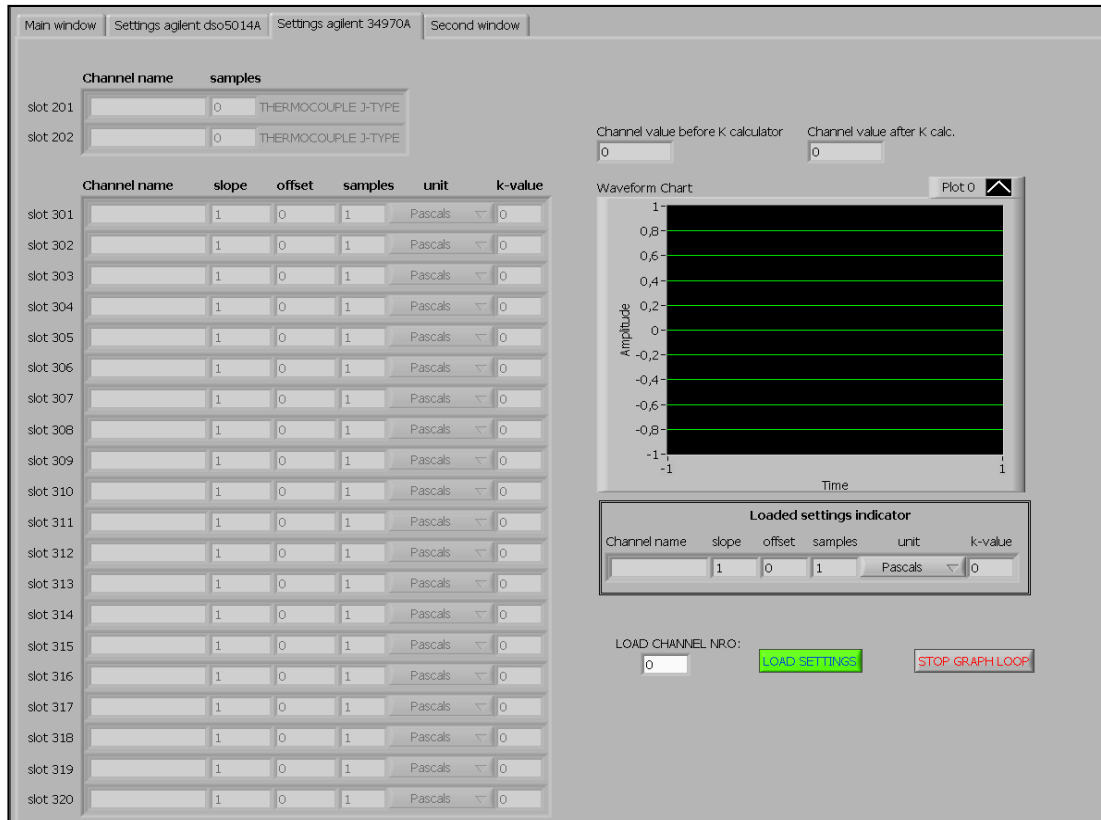 Main window Settings agilent dso5014A Settings agilent 34970A Second window
Channel name samples
slot 201 0 THERMOCOUPLE J-TYPE
slot 202 0 THERMOCOUPLE J-TYPE
Channel name slope offset samples unit k-value
slot 301 1 0 1 Pascals 0
slot 302 1 0 1 Pascals 0
slot 303 1 0 1 Pascals 0
slot 304 1 0 1 Pascals 0
slot 305 1 0 1 Pascals 0
slot 306 1 0 1 Pascals 0
slot 307 1 0 1 Pascals 0
slot 308 1 0 1 Pascals 0
slot 309 1 0 1 Pascals 0
slot 310 1 0 1 Pascals 0
slot 311 1 0 1 Pascals 0
slot 312 1 0 1 Pascals 0
slot 313 1 0 1 Pascals 0
slot 314 1 0 1 Pascals 0
slot 315 1 0 1 Pascals 0
slot 316 1 0 1 Pascals 0
slot 317 1 0 1 Pascals 0
slot 318 1 0 1 Pascals 0
slot 319 1 0 1 Pascals 0
slot 320 1 0 1 Pascals 0
Channel value before K calculator Channel value after K calc.
0 0
Waveform Chart Plot 0
1
0,8
0,6
0,4
0,2
0
-0,2
-0,4
-0,6
-0,8
-1
Amplitude
-1 1
Time
Loaded settings indicator
Channel name slope offset samples unit k-value
1 0 1 Pascals 0
LOAD CHANNEL NRO:
0 LOAD SETTINGS STOP GRAPH LOOP